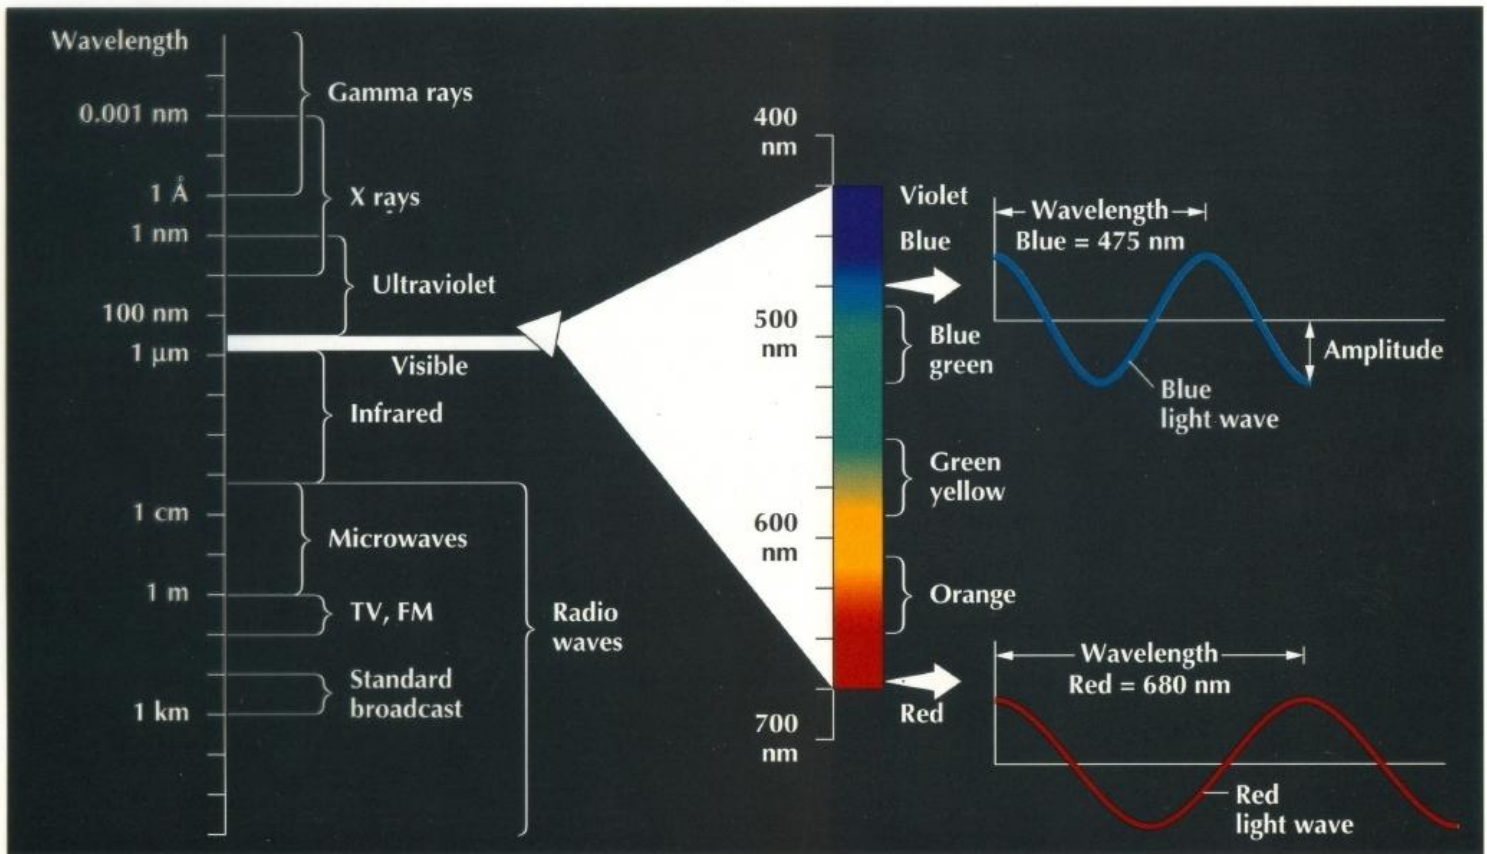 Wavelength
0.001 nm
1 Å
1 nm
100 nm
1 μm
1 cm
1 m
1 km
Gamma rays
X rays
Ultraviolet
Visible
Infrared
Microwaves
TV, FM
Standard
broadcast
Radio
waves
400
nm
500
nm
600
nm
700
nm
Violet
Blue
Blue
green
Green
yellow
Orange
Red
Wavelength
Blue = 475 nm
Amplitude
Blue
light wave
Wavelength
Red = 680 nm
Red
light wave